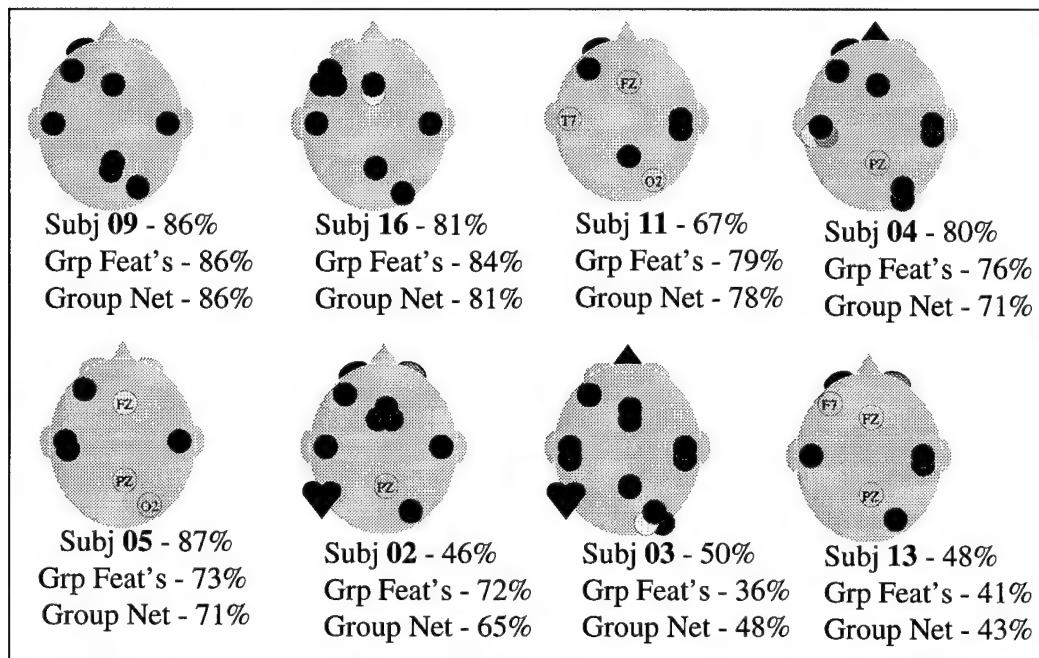 FZ
T7
O2
PZ
Subj 09 - 86%
Grp Feat's - 86%
Group Net - 86%
Subj 16 - 81%
Grp Feat's - 84%
Group Net - 81%
Subj 11 - 67%
Grp Feat's - 79%
Group Net - 78%
Subj 04 - 80%
Grp Feat's - 76%
Group Net - 71%
FZ
PZ
O2
PZ
F7
FZ
PZ
Subj 05 - 87%
Grp Feat's - 73%
Group Net - 71%
Subj 02 - 46%
Grp Feat's - 72%
Group Net - 65%
Subj 03 - 50%
Grp Feat's - 36%
Group Net - 48%
Subj 13 - 48%
Grp Feat's - 41%
Group Net - 43%